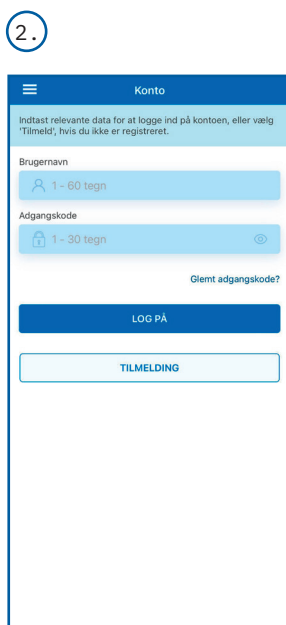 2.
Konto
Indtast relevante data for at logge ind på kontoen, eller vælg
'Tilmeld', hvis du ikke er registreret.
Brugernavn
1 - 60 tegn
Adgangskode
1 - 30 tegn
Glemt adgangskode?
LOG PÅ
TILMELDING